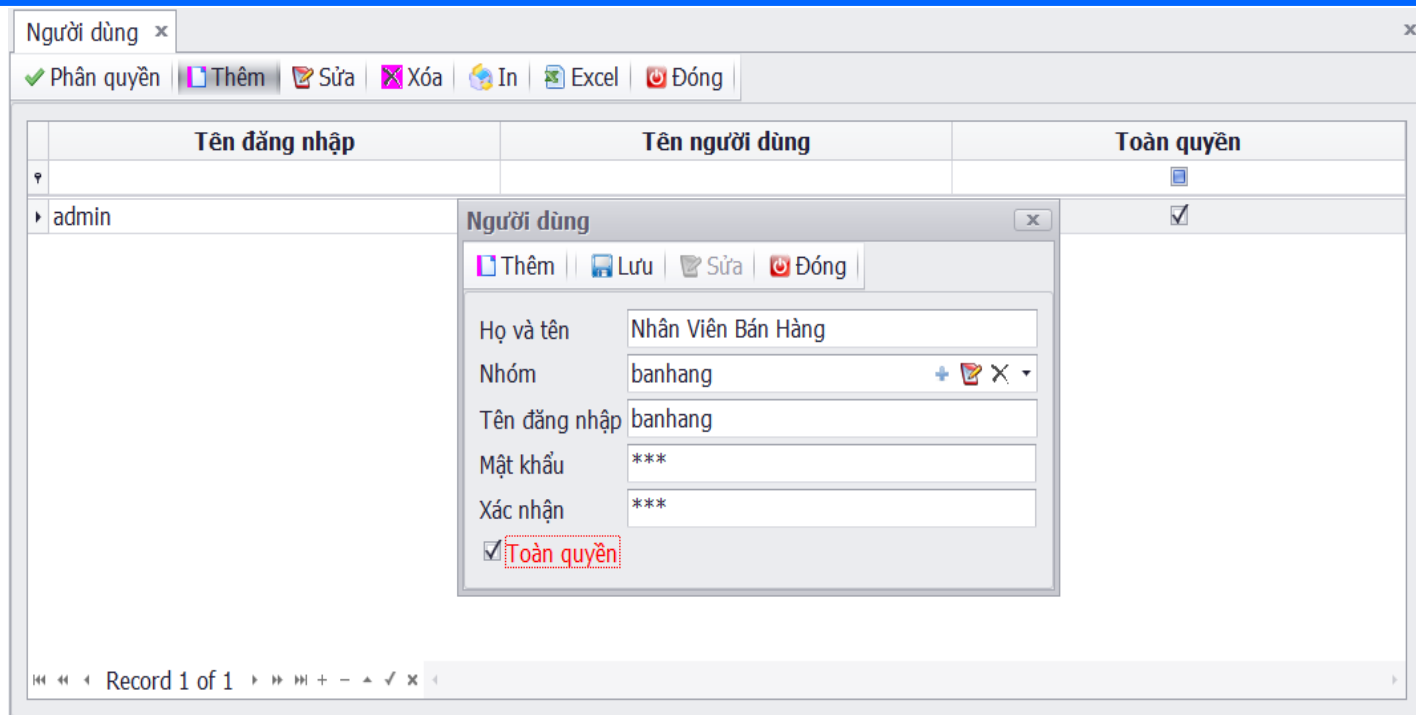 Người dùng
Phân quyền Thêm Sửa Xóa In Excel Đóng
Tên đăng nhập Tên người dùng Toàn quyền
admin
Người dùng
Thêm Lưu Sửa Đóng
Họ và tên Nhân Viên Bán Hàng
Nhóm banhang
Tên đăng nhập banhang
Mật khẩu ***
Xác nhận ***
Toàn quyền
Record 1 of 1